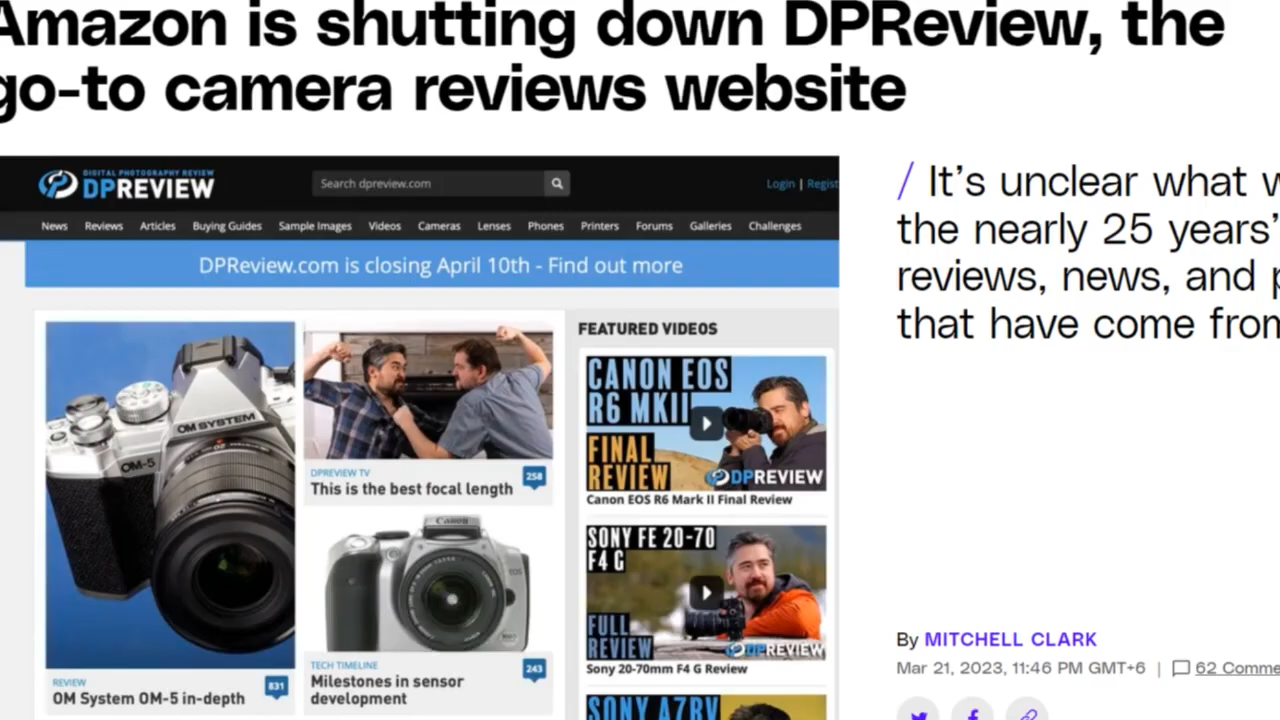 Amazon is shutting down DPReview, the
go-to camera reviews website
DIGITAL PHOTOGRAPHY REVIEW
DPREVIEW
Search dpreview.com
Login | Regist
News Reviews Articles Buying Guides Sample Images Videos Cameras Lenses Phones Printers Forums Galleries Challenges
DPReview.com is closing April 10th - Find out more
OM SYSTEM
OM-5
REVIEW
831
OM System OM-5 in-depth
DPREVIEW TV
258
This is the best focal length
Canon
EOS
TECH TIMELINE
243
Milestones in sensor
development
FEATURED VIDEOS
CANON EOS
R6 MKII
FINAL
REVIEW
DPREVIEW
Canon EOS R6 Mark II Final Review
SONY FE 20-70
F4 G
FULL
REVIEW
DPREVIEW
Sony 20-70mm F4 G Review
SONY A7RV
/ It’s unclear what w
the nearly 25 years’
reviews, news, and p
that have come from
By MITCHELL CLARK
Mar 21, 2023, 11:46 PM GMT+6 | 62 Comme